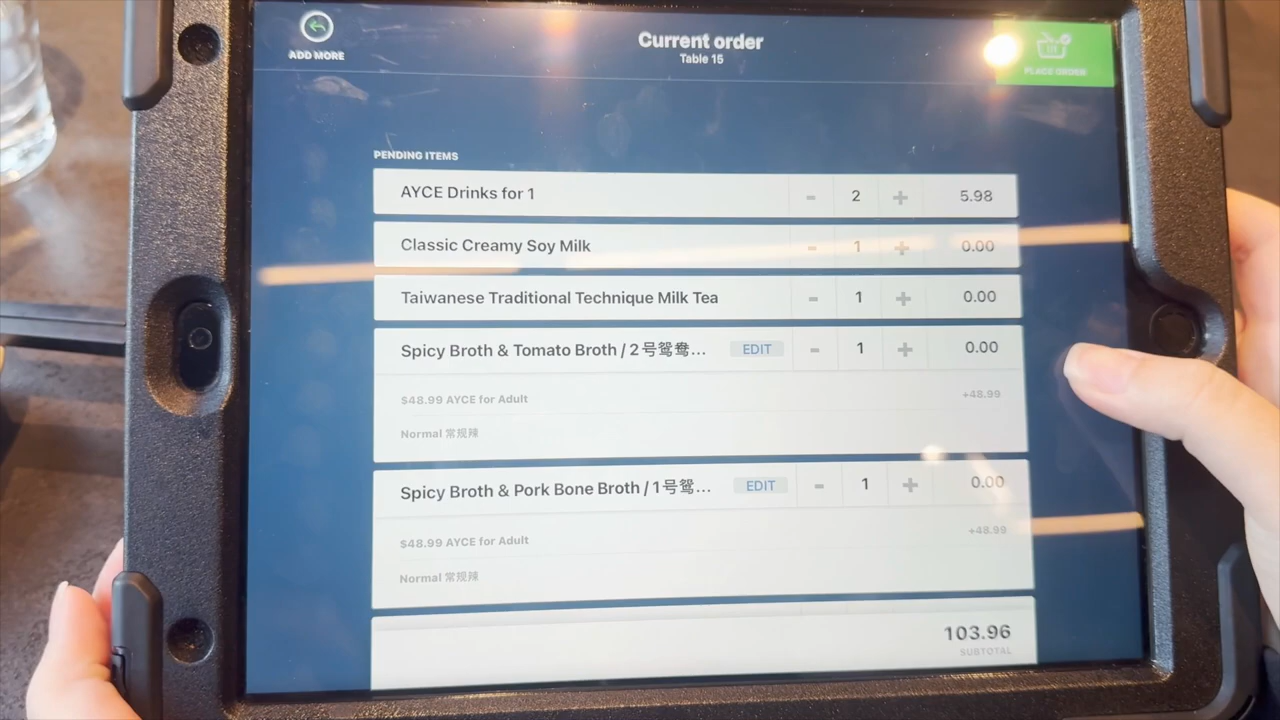 ADD MORE
Current order
Table 15
PLACE ORDER
PENDING ITEMS
AYCE Drinks for 1 - 2 + 5.98
Classic Creamy Soy Milk - 1 + 0.00
Taiwanese Traditional Technique Milk Tea - 1 + 0.00
Spicy Broth & Tomato Broth / 2号鸳鸯... EDIT - 1 + 0.00
$48.99 AYCE for Adult +48.99
Normal 常规辣
Spicy Broth & Pork Bone Broth / 1号鸳... EDIT - 1 + 0.00
$48.99 AYCE for Adult +48.99
Normal 常规辣
103.96
SUBTOTAL